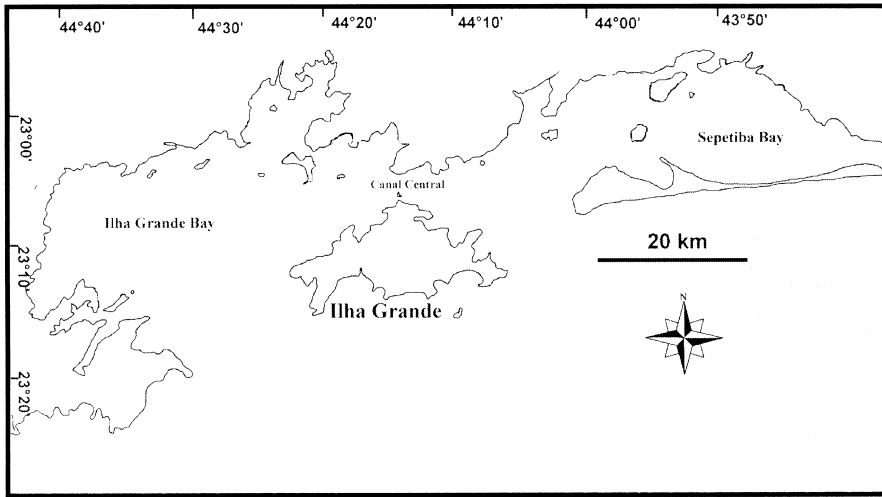 44°40' 44°30' 44°20' 44°10' 44°00' 43°50'
23°00'
Sepetiba Bay
Canal Central
Ilha Grande Bay
20 km
23°10'
Ilha Grande
N
23°20'